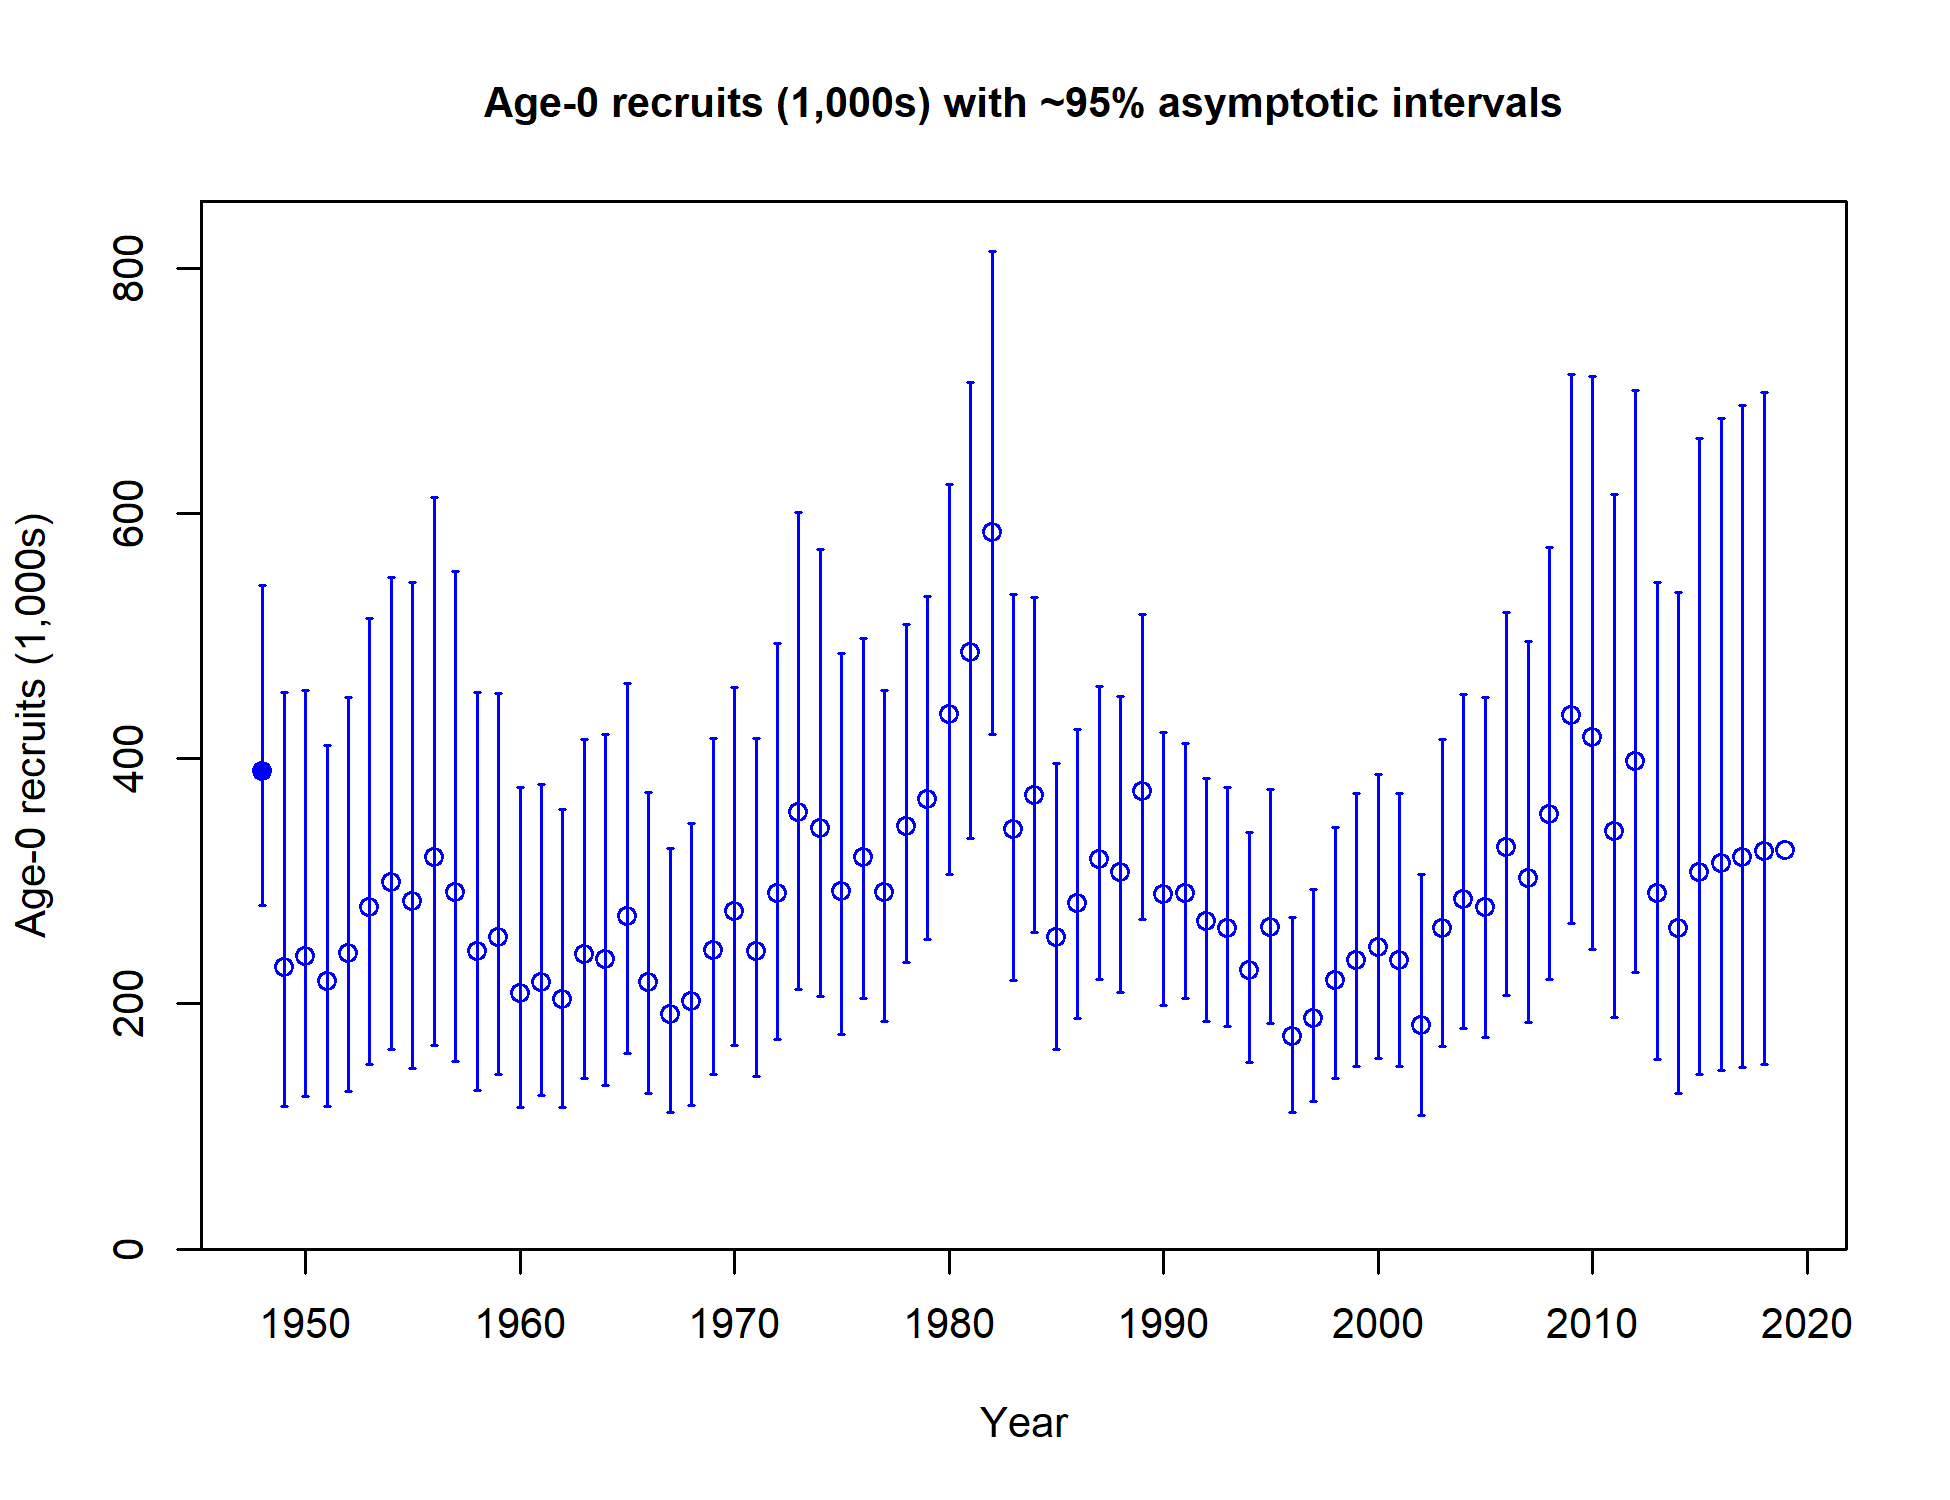 Age-0 recruits (1,000s) with ~95% asymptotic intervals
Age-0 recruits (1,000s)
800
600
400
200
0
1950 1960 1970 1980 1990 2000 2010 2020
Year